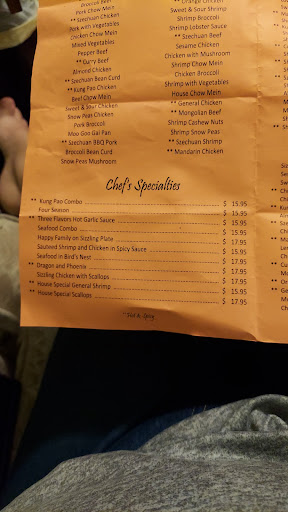 Broccoli Beef
Pork Chow Mein
** Szechuan Chicken
Pork with Vegetables
Chicken Chow Mein
Mixed Vegetables
Pepper Beef
** Curry Beef
Almond Chicken
** Szechuan Bean Curd
** Kung Pao Chicken
Beef Chow Mein
Sweet & Sour Chicken
Snow Peas Chicken
Pork Broccoli
Moo Goo Gai Pan
** Szechuan BBQ Pork
Broccoli Bean Curd
Snow Peas Mushroom
** Orange Chicken
Sweet & Sour Shrimp
Shrimp Broccoli
Shrimp Lobster Sauce
** Szechuan Beef
Sesame Chicken
Chicken with Mushroom
Shrimp Chow Mein
Chicken Broccoli
Shrimp with Vegetables
House Chow Mein
** General Chicken
** Mongolian Beef
Shrimp Cashew Nuts
Shrimp Snow Peas
** Szechuan Shrimp
** Mandarin Chicken
Chef's Specialties
** Kung Pao Combo $ 15.95
Four Season $ 15.95
** Three Flavors Hot Garlic Sauce $ 15.95
Seafood Combo $ 17.95
Happy Family on Sizzling Plate $ 17.95
Sauteed Shrimp and Chicken in Spicy Sauce $ 15.95
Seafood in Bird's Nest $ 17.95
** Dragon and Phoenix $ 15.95
Sizzling Chicken with Scallops $ 17.95
** House Special General Shrimp $ 15.95
** House Special Scallops $ 17.95
**Hot & Spicy